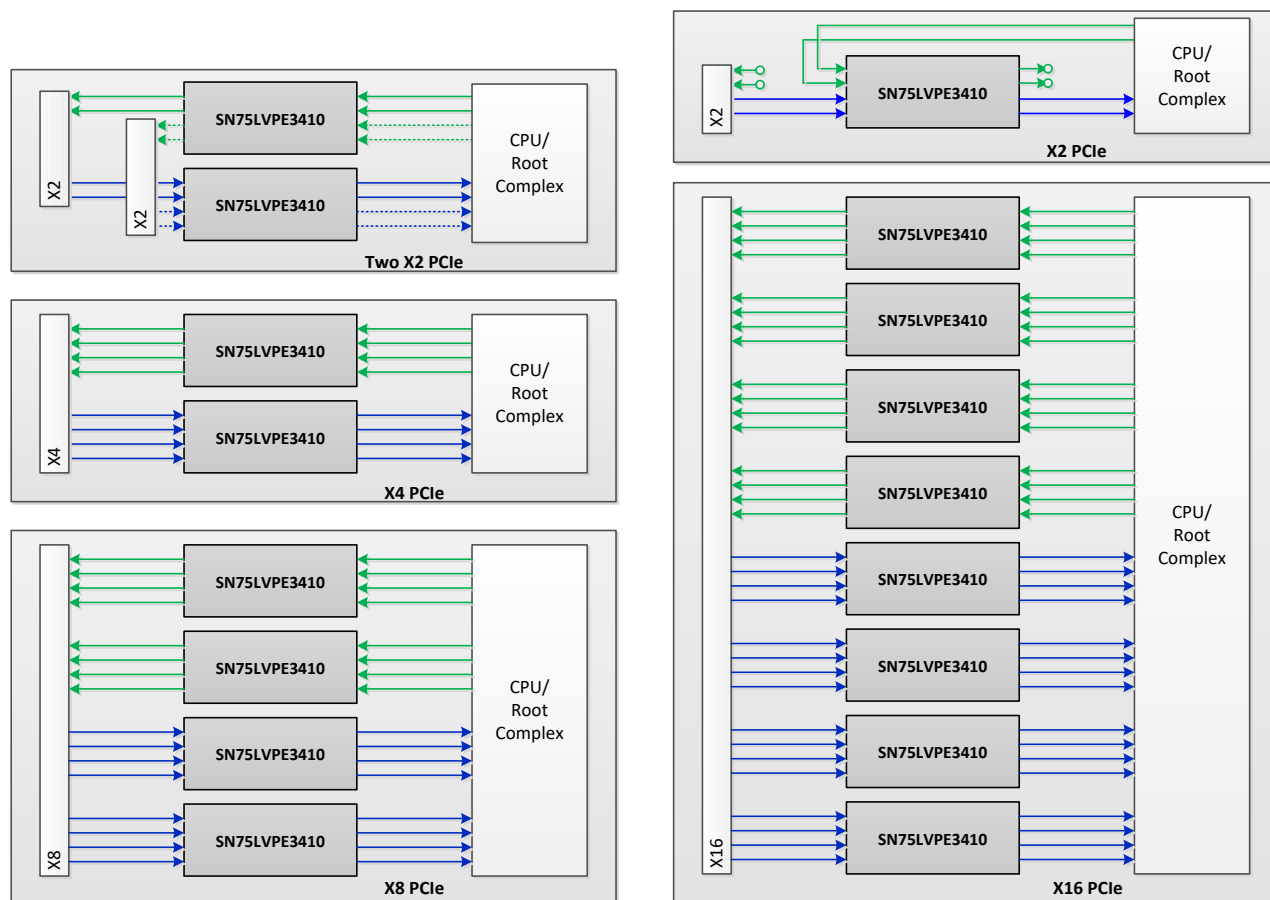 SN75LVPE3410
SN75LVPE3410
X2
X2
CPU/
Root
Complex
Two X2 PCIe
SN75LVPE3410
SN75LVPE3410
X4
CPU/
Root
Complex
X4 PCIe
SN75LVPE3410
SN75LVPE3410
SN75LVPE3410
SN75LVPE3410
X8
CPU/
Root
Complex
X8 PCIe
X2
SN75LVPE3410
CPU/
Root
Complex
X2 PCIe
SN75LVPE3410
SN75LVPE3410
SN75LVPE3410
SN75LVPE3410
SN75LVPE3410
SN75LVPE3410
SN75LVPE3410
SN75LVPE3410
X16
CPU/
Root
Complex
X16 PCIe